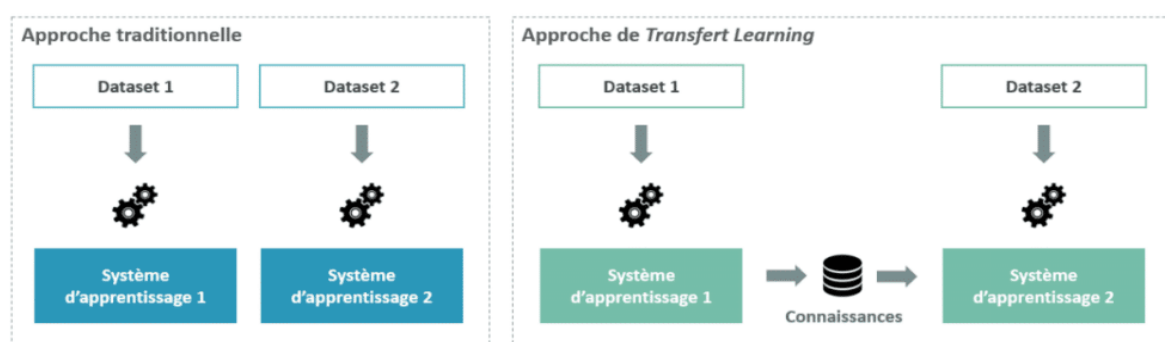 Approche traditionnelle
Dataset 1
Dataset 2
Système
d'apprentissage 1
Système
d'apprentissage 2
Approche de Transfert Learning
Dataset 1
Dataset 2
Système
d'apprentissage 1
Connaissances
Système
d'apprentissage 2